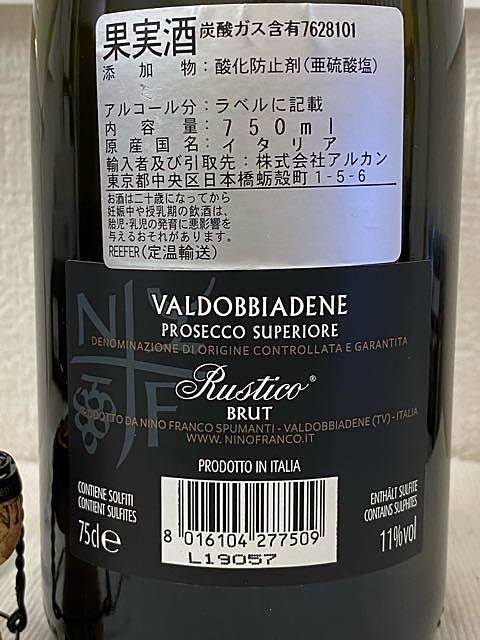 果実酒 炭酸ガス含有7628101
添加物:酸化防止剤(亜硫酸塩)
アルコール分:ラベルに記載
内容量:750ml
原産国名:イタリア
輸入者及び引取先:株式会社アルカン
東京都中央区日本橋蛎殻町1-5-6
お酒は二十歳になってから
妊娠中や授乳期の飲酒は、
胎児・乳児の発育に悪影響を
与えるおそれがあります。
REEFER(定温輸送)
N F
VALDOBBIADENE
PROSECCO SUPERIORE
DENOMINAZIONE DI ORIGINE CONTROLLATA E GARANTITA
Rustico®
BRUT
PRODOTTO DA NINO FRANCO SPUMANTI - VALDOBBIADENE (TV) - ITALIA
WWW.NINOFRANCO.IT
PRODOTTO IN ITALIA
CONTIENE SOLFITI
CONTIENT SULFITES
75cl e
8 016104 277509
L19057
ENTHÄLT SULFITE
CONTAINS SULPHITES
11%vol